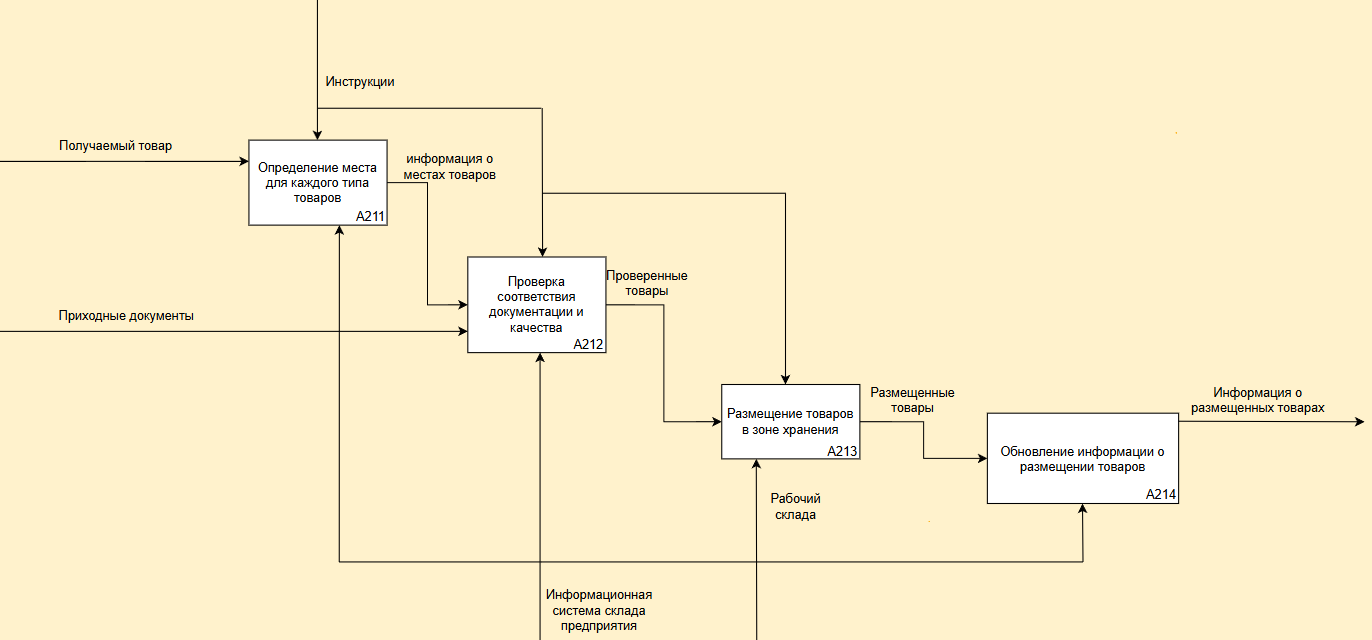 Инструкции
Получаемый товар
Определение места
для каждого типа
товаров
A211
информация о
местах товаров
Проверка
соответствия
документации и
качества
A212
Проверенные
товары
Приходные документы
Размещение товаров
в зоне хранения
A213
Размещенные
товары
Обновление информации о
размещении товаров
A214
Информация о
размещенных товарах
Рабочий
склада
Информационная
система склада
предприятия